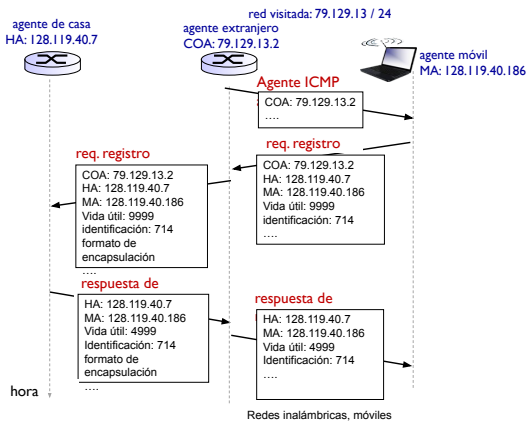 red visitada: 79.129.13 / 24
agente de casa
HA: 128.119.40.7
agente extranjero
COA: 79.129.13.2
agente móvil
MA: 128.119.40.186
Agente ICMP
COA: 79.129.13.2
....
req. registro
COA: 79.129.13.2
HA: 128.119.40.7
MA: 128.119.40.186
Vida útil: 9999
identificación: 714
....
req. registro
COA: 79.129.13.2
HA: 128.119.40.7
MA: 128.119.40.186
Vida útil: 9999
identificación: 714
formato de
encapsulación
....
respuesta de
HA: 128.119.40.7
MA: 128.119.40.186
Vida útil: 4999
Identificación: 714
formato de
encapsulación
....
respuesta de
HA: 128.119.40.7
MA: 128.119.40.186
Vida útil: 4999
Identificación: 714
....
hora
Redes inalámbricas, móviles